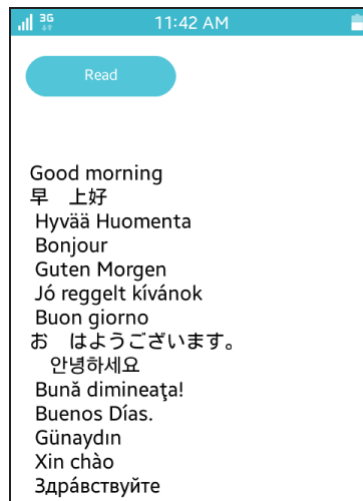 3G
11:42 AM
Read
Good morning
早　上好
Hyvää Huomenta
Bonjour
Guten Morgen
Jó reggelt kívánok
Buon giorno
お　はようございます。
안녕하세요
Bună dimineaţa!
Buenos Días.
Günaydın
Xin chào
Здрáвствуйте